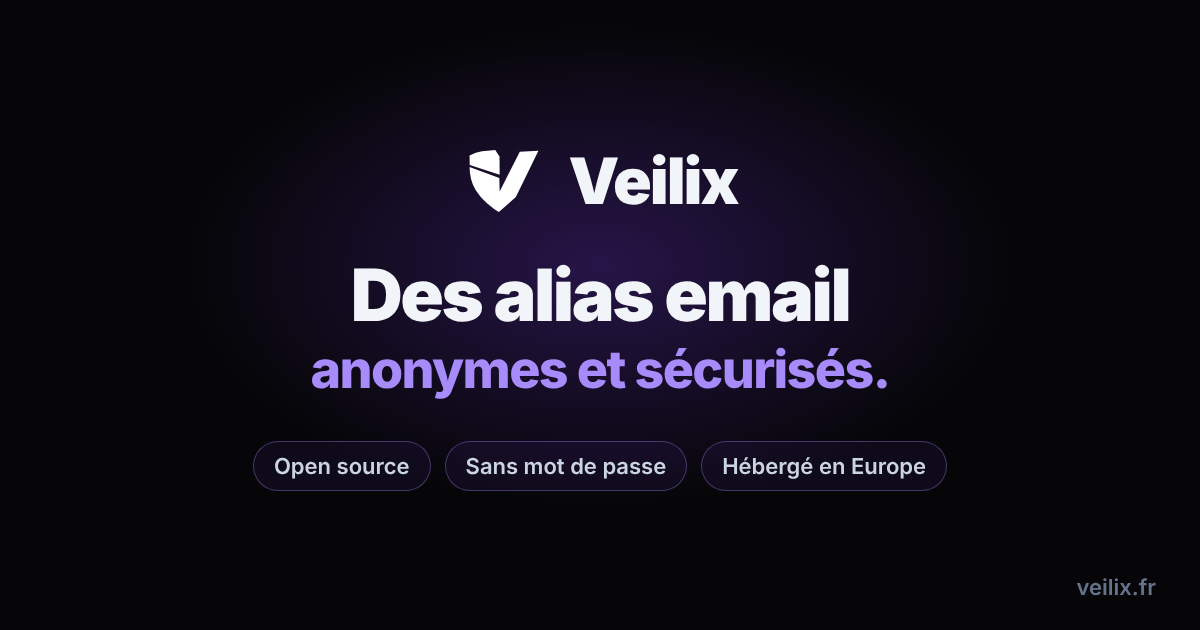 Veilix
Des alias email
anonymes et sécurisés.
Open source
Sans mot de passe
Hébergé en Europe
veilix.fr